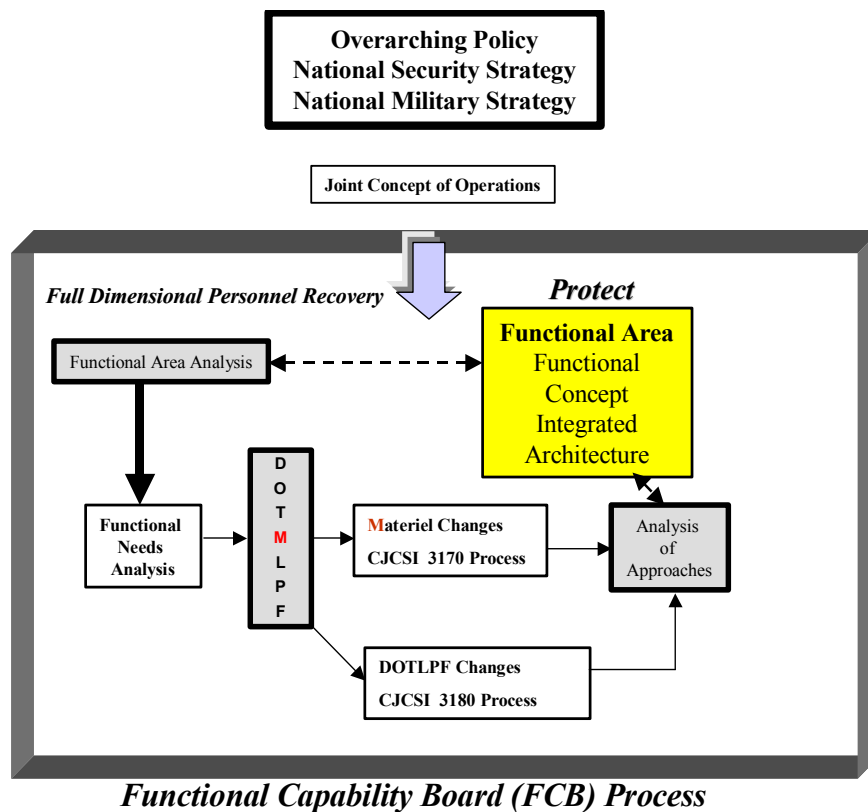 Overarching Policy
National Security Strategy
National Military Strategy
Joint Concept of Operations
Full Dimensional Personnel Recovery
Protect
Functional Area
Functional
Concept
Integrated
Architecture
Functional Area Analysis
Functional
Needs
Analysis
D
O
T
M
L
P
F
Materiel Changes
CJCSI  3170 Process
DOTLPF Changes
CJCSI  3180 Process
Analysis
of
Approaches
Functional Capability Board (FCB) Process